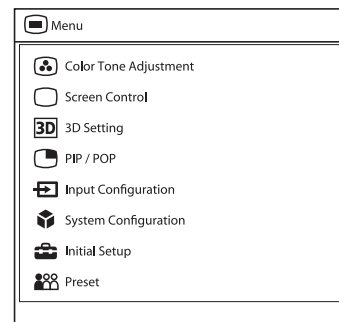 Menu
Color Tone Adjustment
Screen Control
3D 3D Setting
PIP / POP
Input Configuration
System Configuration
Initial Setup
Preset